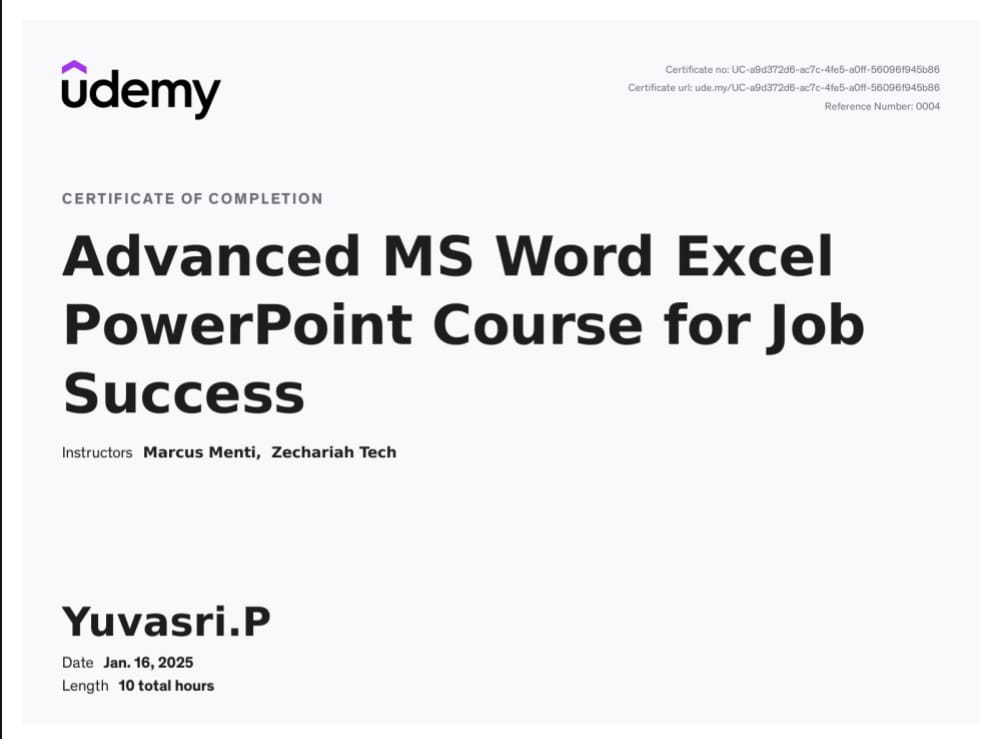 udemy
Certificate no: UC-a9d372d6-ac7c-4fe5-a0ff-56096f945b86
Certificate url: ude.my/UC-a9d372d6-ac7c-4fe5-a0ff-56096f945b86
Reference Number: 0004
CERTIFICATE OF COMPLETION
Advanced MS Word Excel
PowerPoint Course for Job
Success
Instructors Marcus Menti, Zechariah Tech
Yuvasri.P
Date Jan. 16, 2025
Length 10 total hours